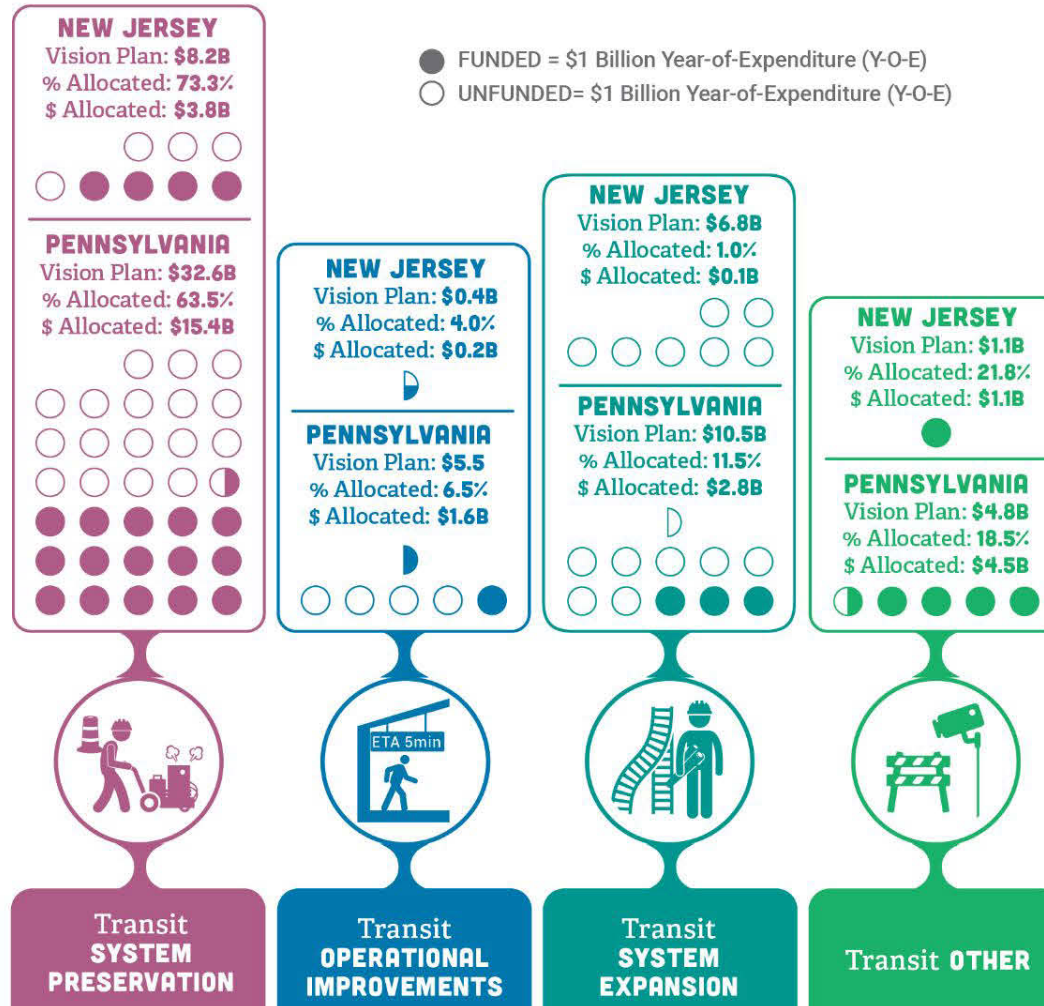 FUNDED = $1 Billion Year-of-Expenditure (Y-O-E)
UNFUNDED= $1 Billion Year-of-Expenditure (Y-O-E)
NEW JERSEY
Vision Plan: $8.2B
% Allocated: 73.3%
$ Allocated: $3.8B
PENNSYLVANIA
Vision Plan: $32.6B
% Allocated: 63.5%
$ Allocated: $15.4B
Transit
SYSTEM
PRESERVATION
NEW JERSEY
Vision Plan: $0.4B
% Allocated: 4.0%
$ Allocated: $0.2B
PENNSYLVANIA
Vision Plan: $5.5
% Allocated: 6.5%
$ Allocated: $1.6B
ETA 5min
Transit
OPERATIONAL
IMPROVEMENTS
NEW JERSEY
Vision Plan: $6.8B
% Allocated: 1.0%
$ Allocated: $0.1B
PENNSYLVANIA
Vision Plan: $10.5B
% Allocated: 11.5%
$ Allocated: $2.8B
Transit
SYSTEM
EXPANSION
NEW JERSEY
Vision Plan: $1.1B
% Allocated: 21.8%
$ Allocated: $1.1B
PENNSYLVANIA
Vision Plan: $4.8B
% Allocated: 18.5%
$ Allocated: $4.5B
Transit OTHER